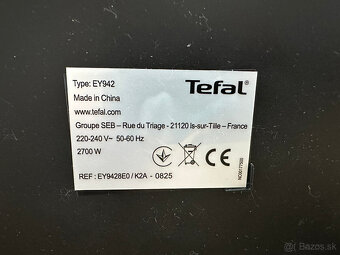 Type: EY942
Tefal
Made in China
www.tefal.com
Groupe SEB – Rue du Triage - 21120 Is-sur-Tille – France
220-240 V~ 50-60 Hz
2700 W
CE
REF : EY9428E0 / K2A - 0825
Bazos.sk